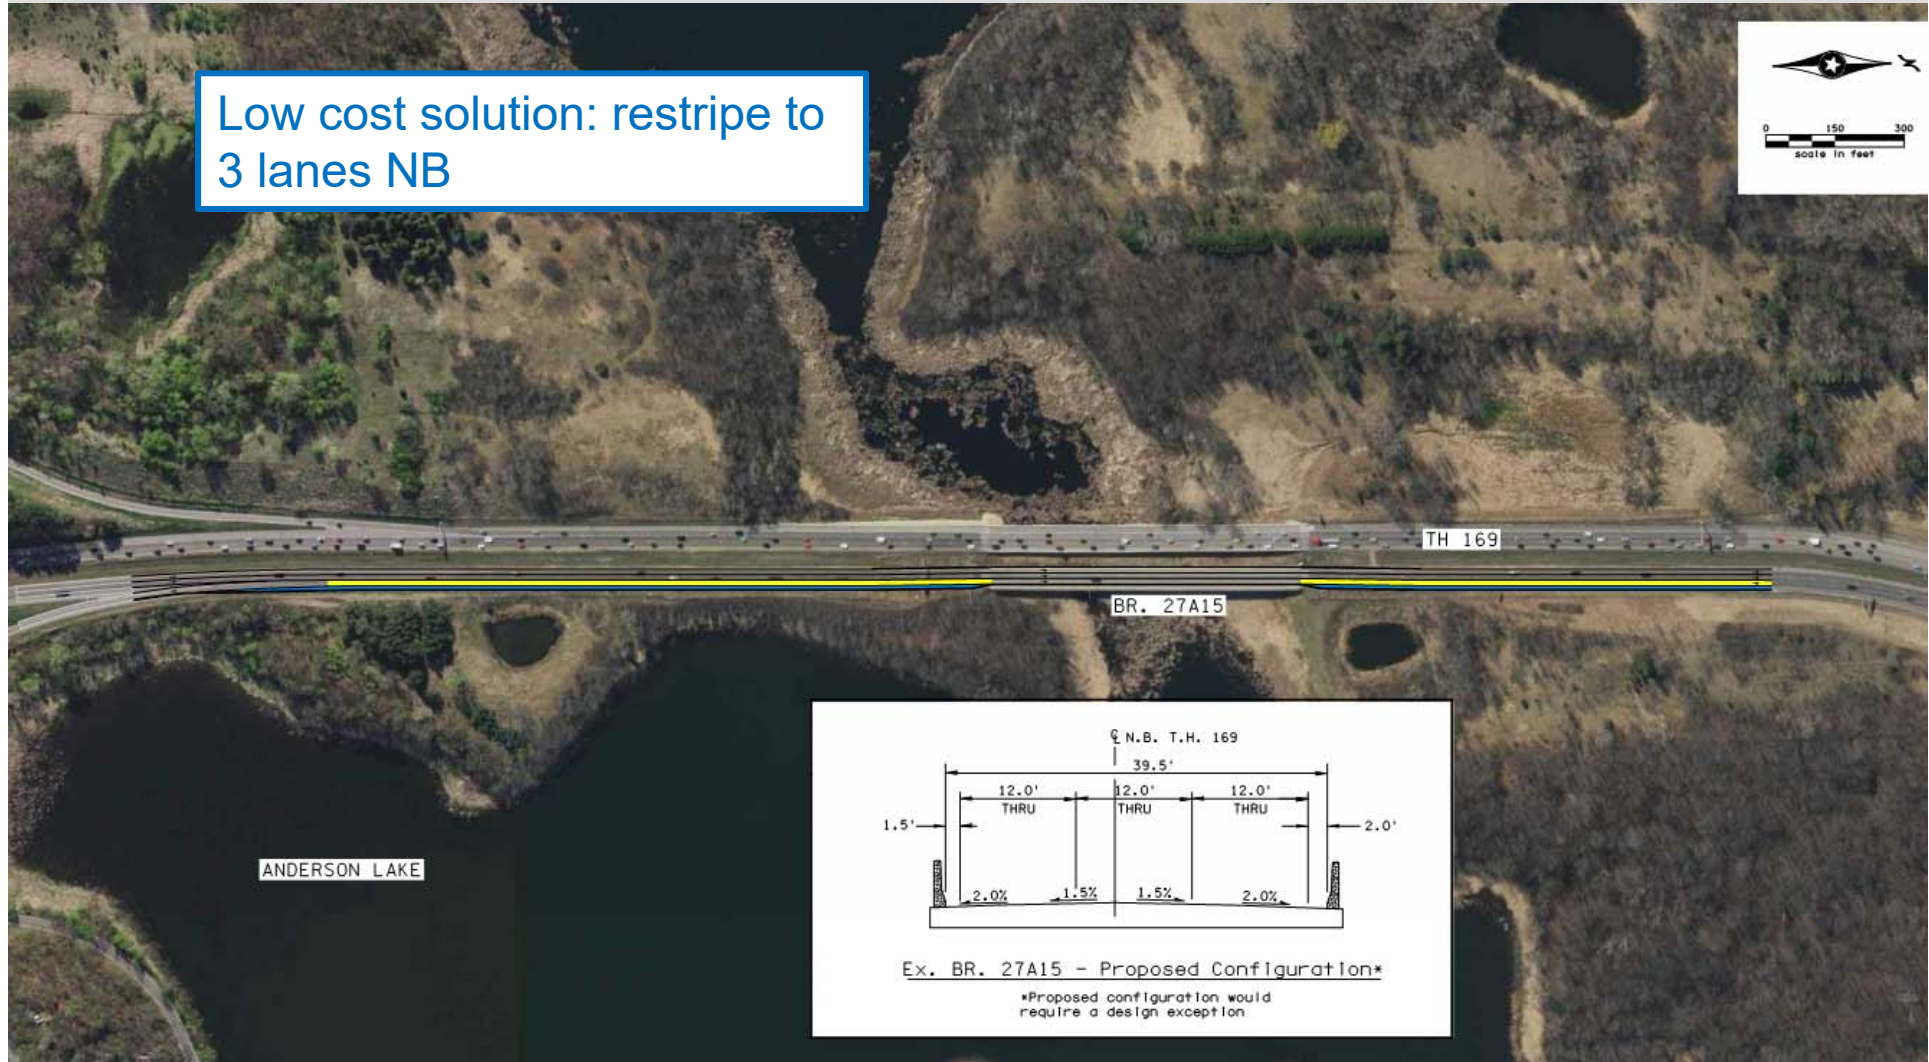 Low cost solution: restripe to
3 lanes NB
0 150 300
scale in feet
TH 169
BR. 27A15
ANDERSON LAKE
℄ N.B. T.H. 169
39.5'
12.0' 12.0' 12.0'
THRU THRU THRU
1.5' 2.0'
2.0% 1.5% 1.5% 2.0%
Ex. BR. 27A15 - Proposed Configuration*
*Proposed configuration would
require a design exception